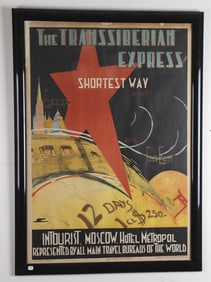 THE TRANSSIBERIAN
EXPRESS
SHORTEST WAY
12 DAYS
250.
INTOURIST. MOSCOW. HOTEL METROPOL
REPRESENTED BY ALL MAIN TRAVEL BUREAUS OF THE WORLD